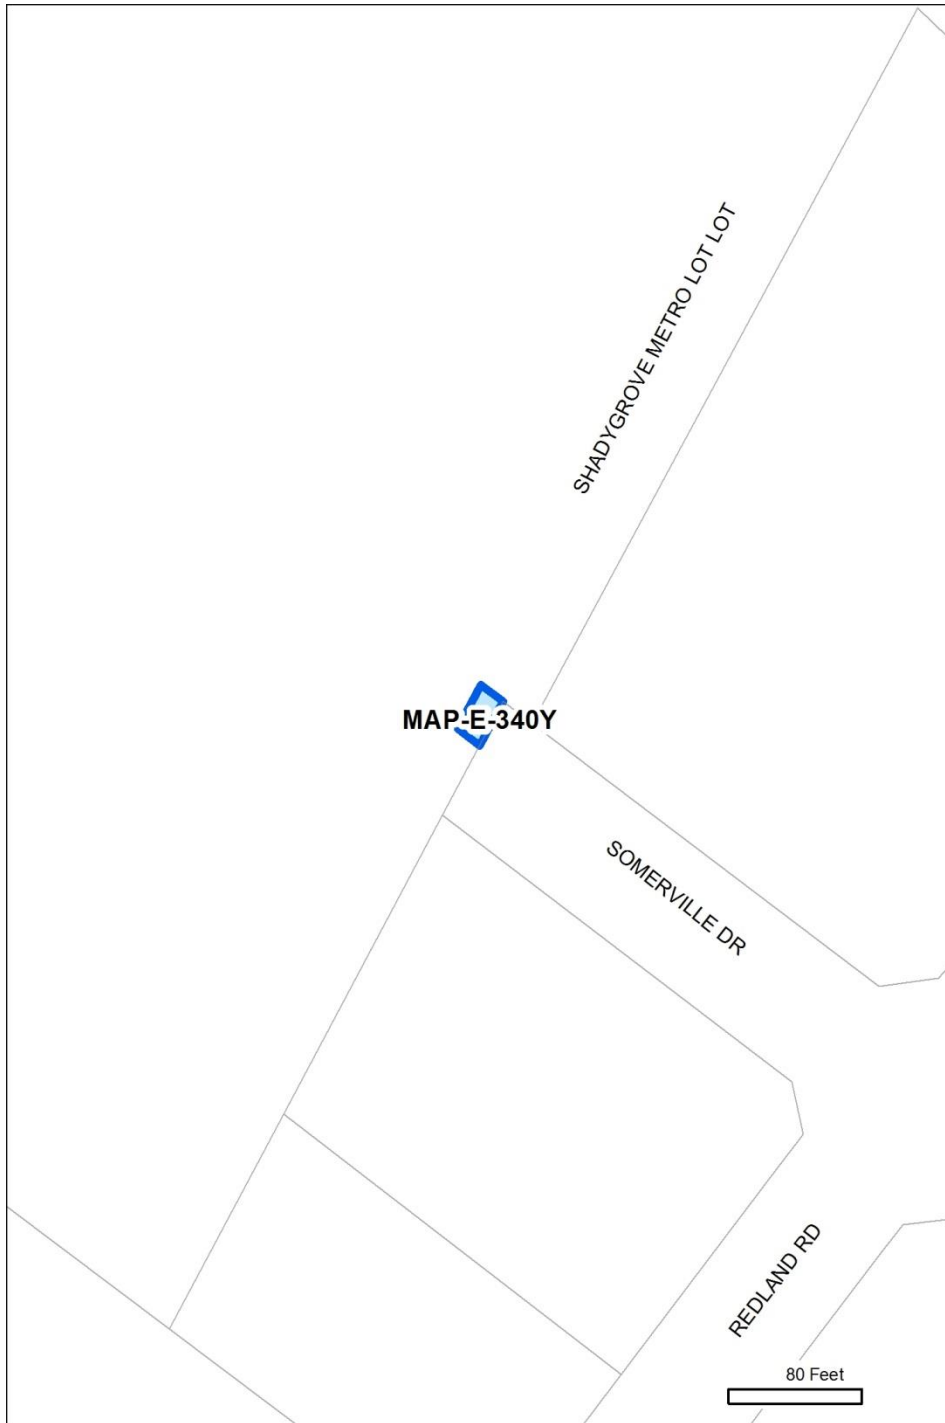 SHADYGROVE METRO LOT LOT
MAP-E-340Y
SOMERVILLE DR
REDLAND RD
80 Feet